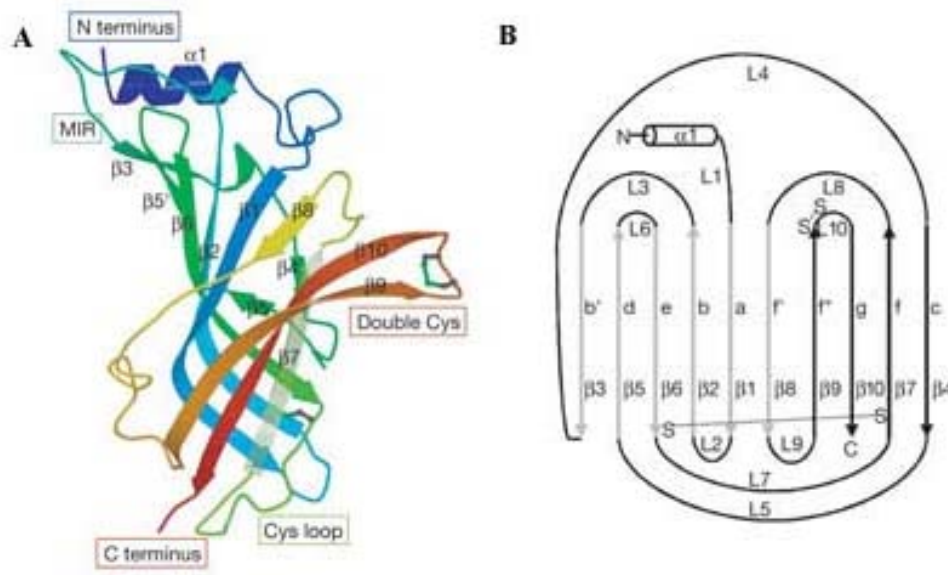 A
N terminus
α1
MIR
β3
β5'
β6
β1
β8
β2
β10
β4
β9
β5
Double Cys
β7
Cys loop
C terminus
B
L4
N
α1
L1
L3
L8
S
L6
S
L10
b'
d
e
b
a
f'
f"
g
f
c
β3
β5
β6
β2
β1
β8
β9
β10
β7
β4
S
S
L2
L9
C
L7
L5